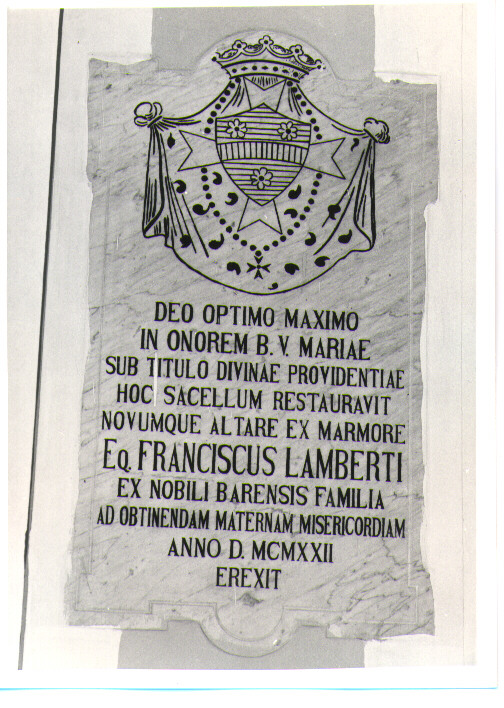 DEO OPTIMO MAXIMO
IN ONOREM B. V. MARIAE
SUB TITULO DIVINAE PROVIDENTIAE
HOC SACELLUM RESTAURAVIT
NOVUMQUE ALTARE EX MARMORE
EQ. FRANCISCUS LAMBERTI
EX NOBILI BARENSIS FAMILIA
AD OBTINENDAM MATERNAM MISERICORDIAM
ANNO D. MCMXXII
EREXIT